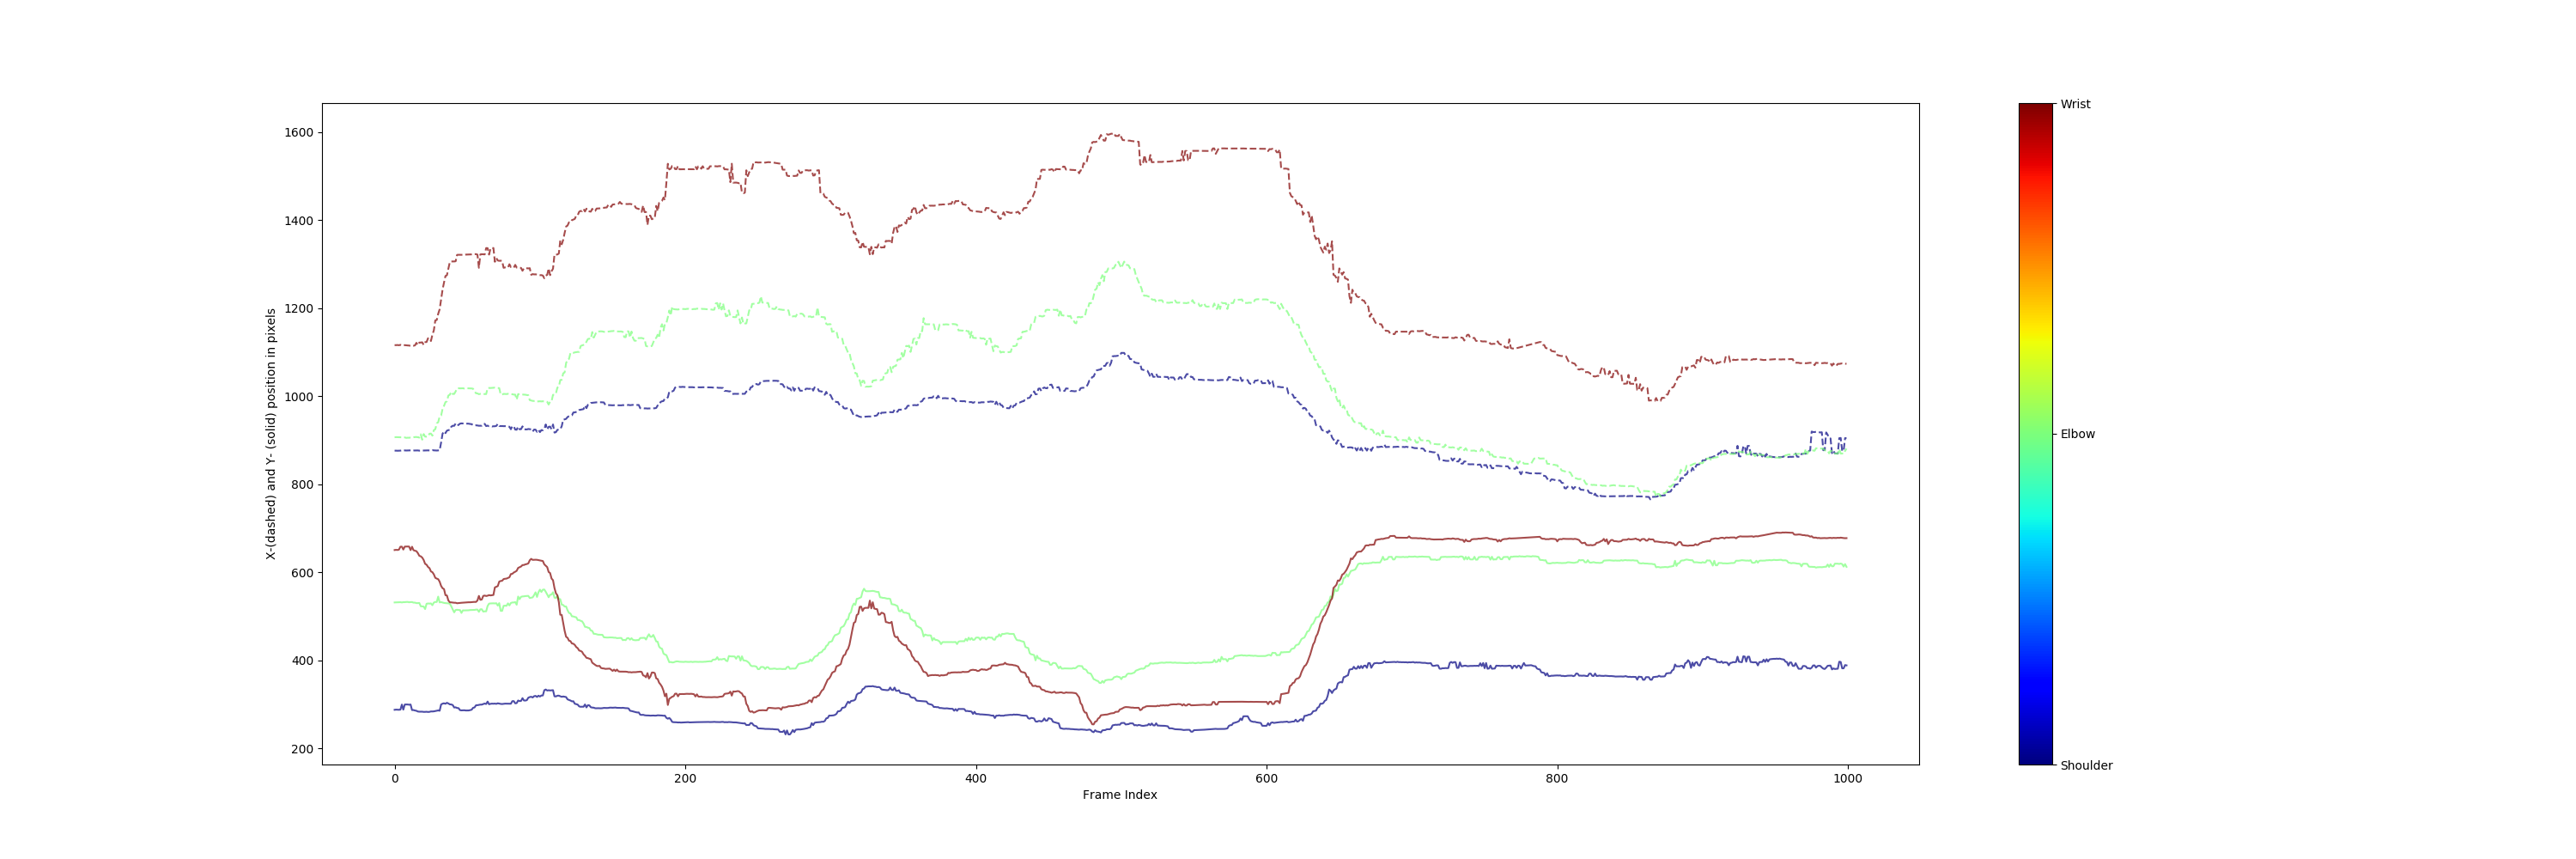 X-(dashed) and Y- (solid) position in pixels
1600
1400
1200
1000
800
600
400
200
0
200
400
600
800
1000
Frame Index
Wrist
Elbow
Shoulder